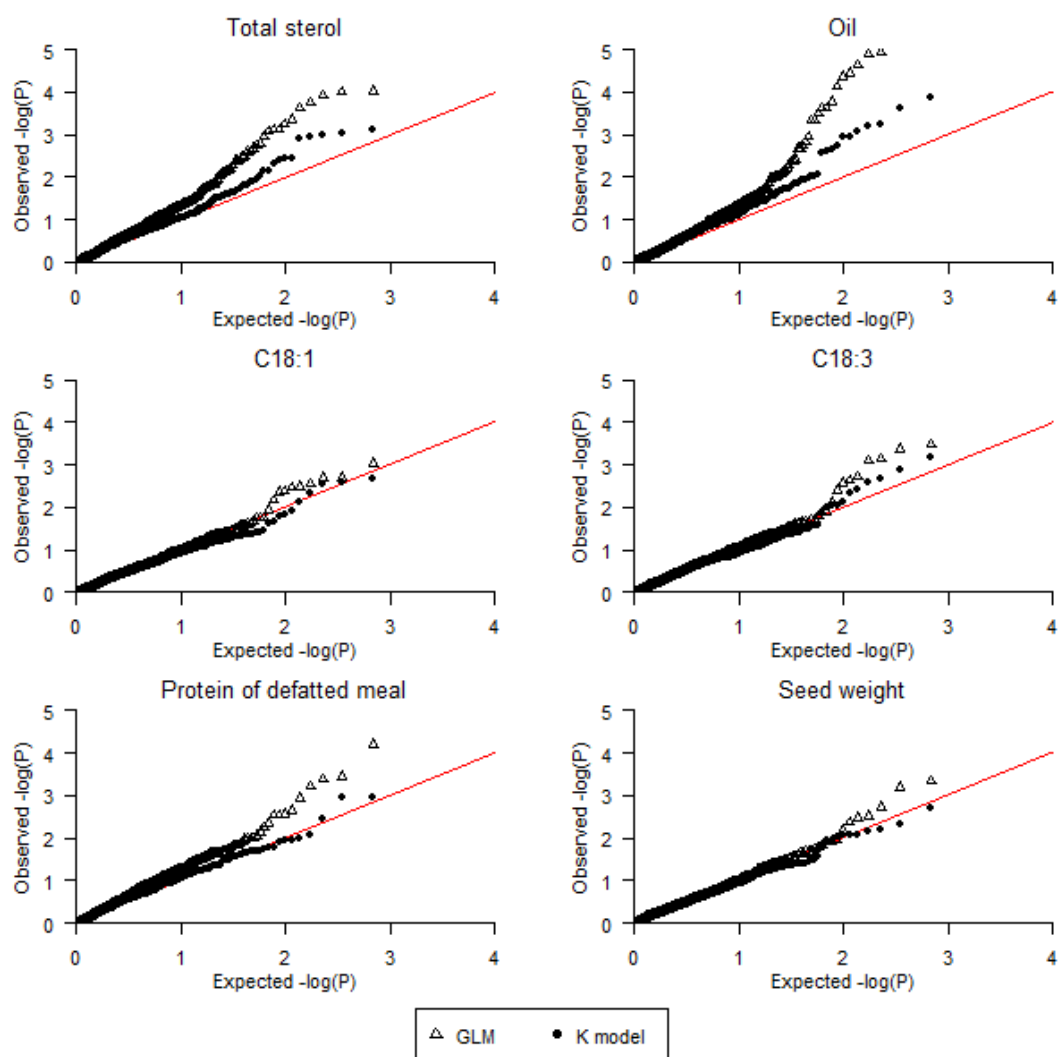 Total sterol
5
4
3
2
1
0
Observed -log(P)
0 1 2 3 4
Expected -log(P)
Oil
5
4
3
2
1
0
Observed -log(P)
0 1 2 3 4
Expected -log(P)
C18:1
5
4
3
2
1
0
Observed -log(P)
0 1 2 3 4
Expected -log(P)
C18:3
5
4
3
2
1
0
Observed -log(P)
0 1 2 3 4
Expected -log(P)
Protein of defatted meal
5
4
3
2
1
0
Observed -log(P)
0 1 2 3 4
Expected -log(P)
Seed weight
5
4
3
2
1
0
Observed -log(P)
0 1 2 3 4
Expected -log(P)
GLM K model